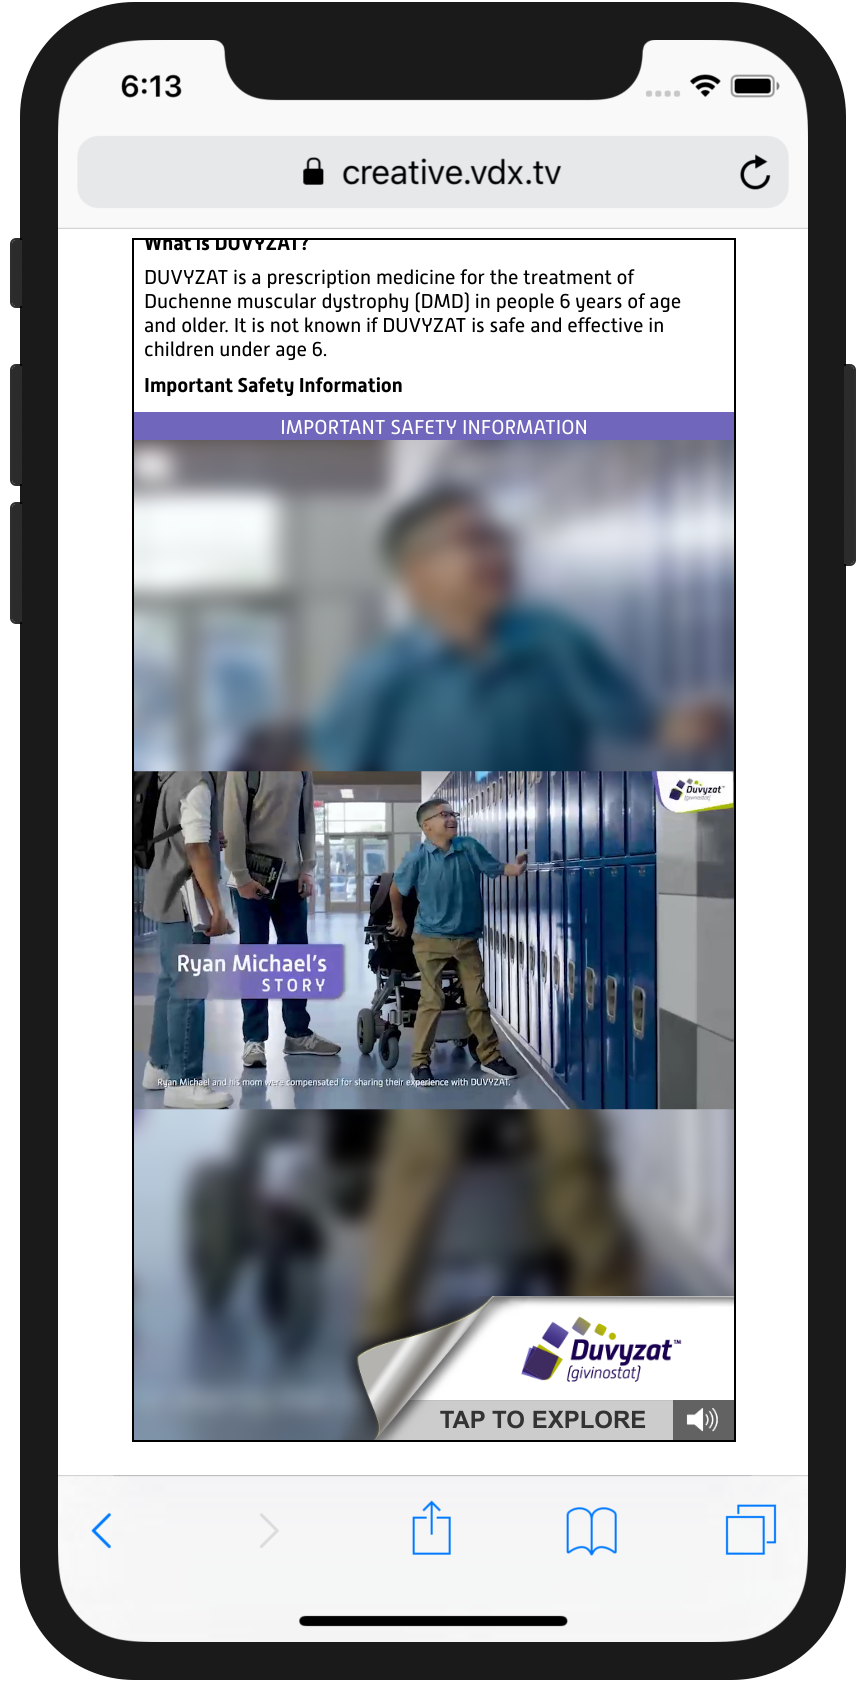 6:13
creative.vdx.tv
What is DUVYZAT?
DUVYZAT is a prescription medicine for the treatment of
Duchenne muscular dystrophy (DMD) in people 6 years of age
and older. It is not known if DUVYZAT is safe and effective in
children under age 6.
Important Safety Information
IMPORTANT SAFETY INFORMATION
Duvyzat™
(givinostat)
Ryan Michael's
STORY
Ryan Michael and his mom were compensated for sharing their experience with DUVYZAT.
Duvyzat™
(givinostat)
TAP TO EXPLORE